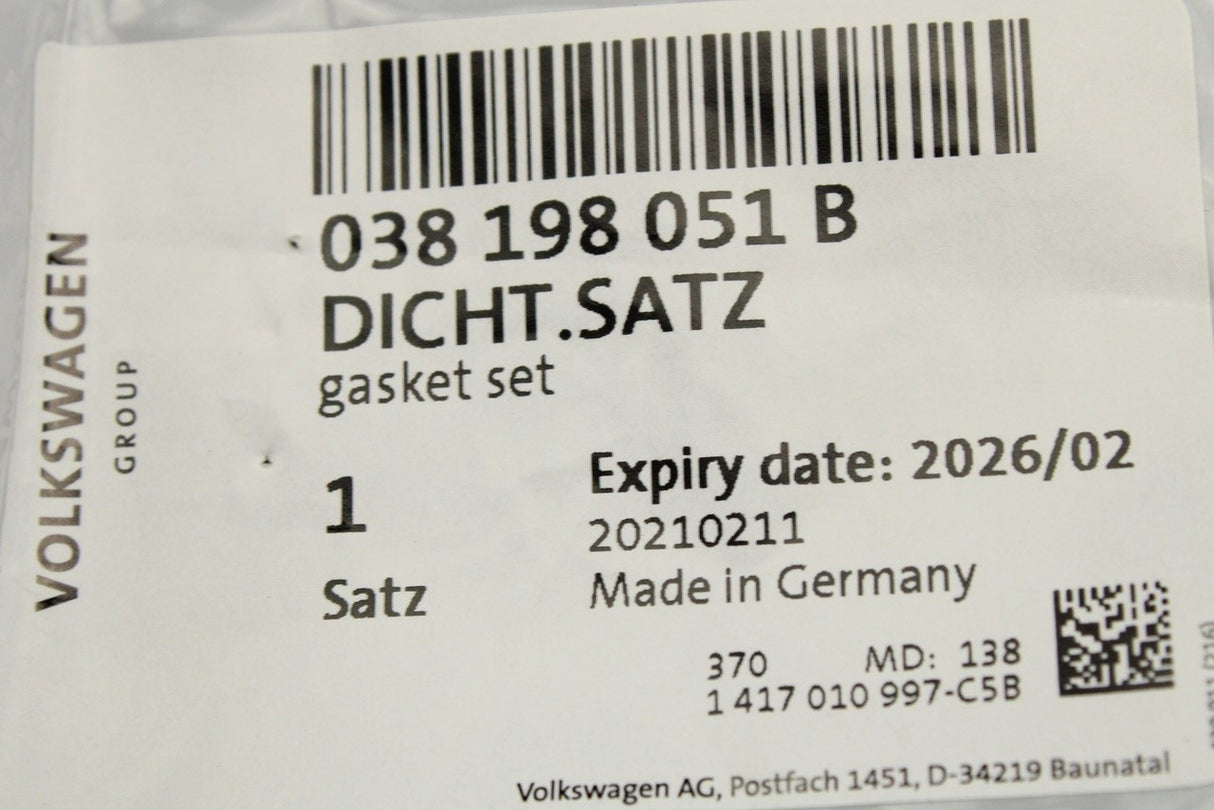 VOLKSWAGEN
GROUP
038 198 051 B
DICHT.SATZ
gasket set
1
Satz
Expiry date: 2026/02
20210211
Made in Germany
370 MD: 138
1 417 010 997-C5B
Volkswagen AG, Postfach 1451, D-34219 Baunatal